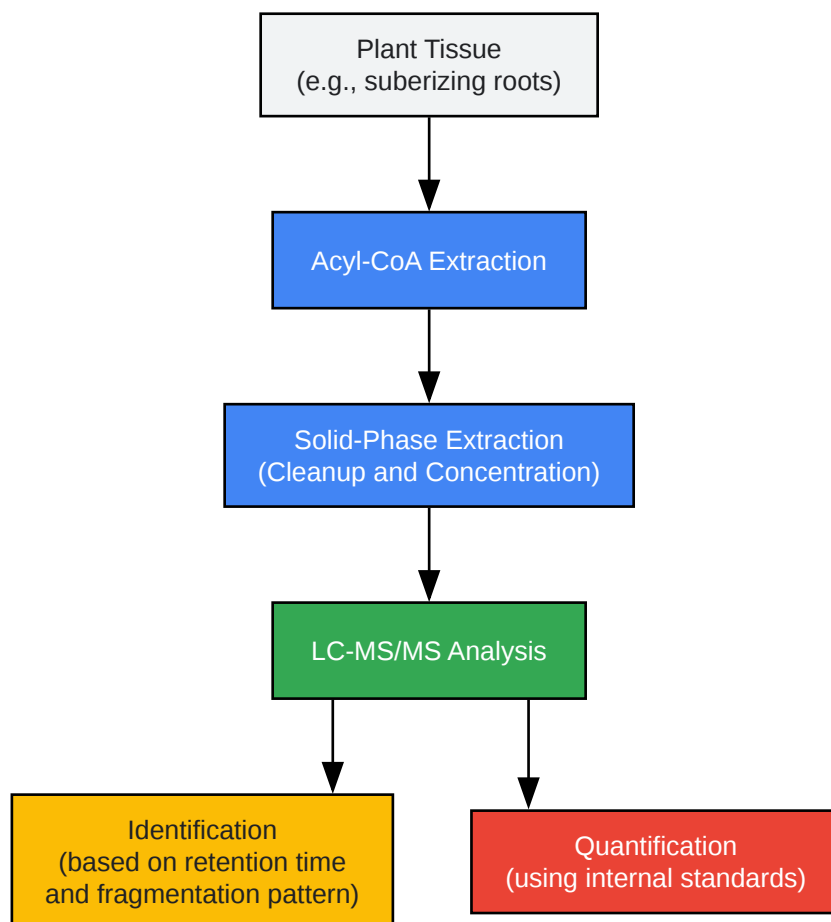 Plant Tissue
(e.g., suberizing roots)
Acyl-CoA Extraction
Solid-Phase Extraction
(Cleanup and Concentration)
LC-MS/MS Analysis
Identification
(based on retention time
and fragmentation pattern)
Quantification
(using internal standards)